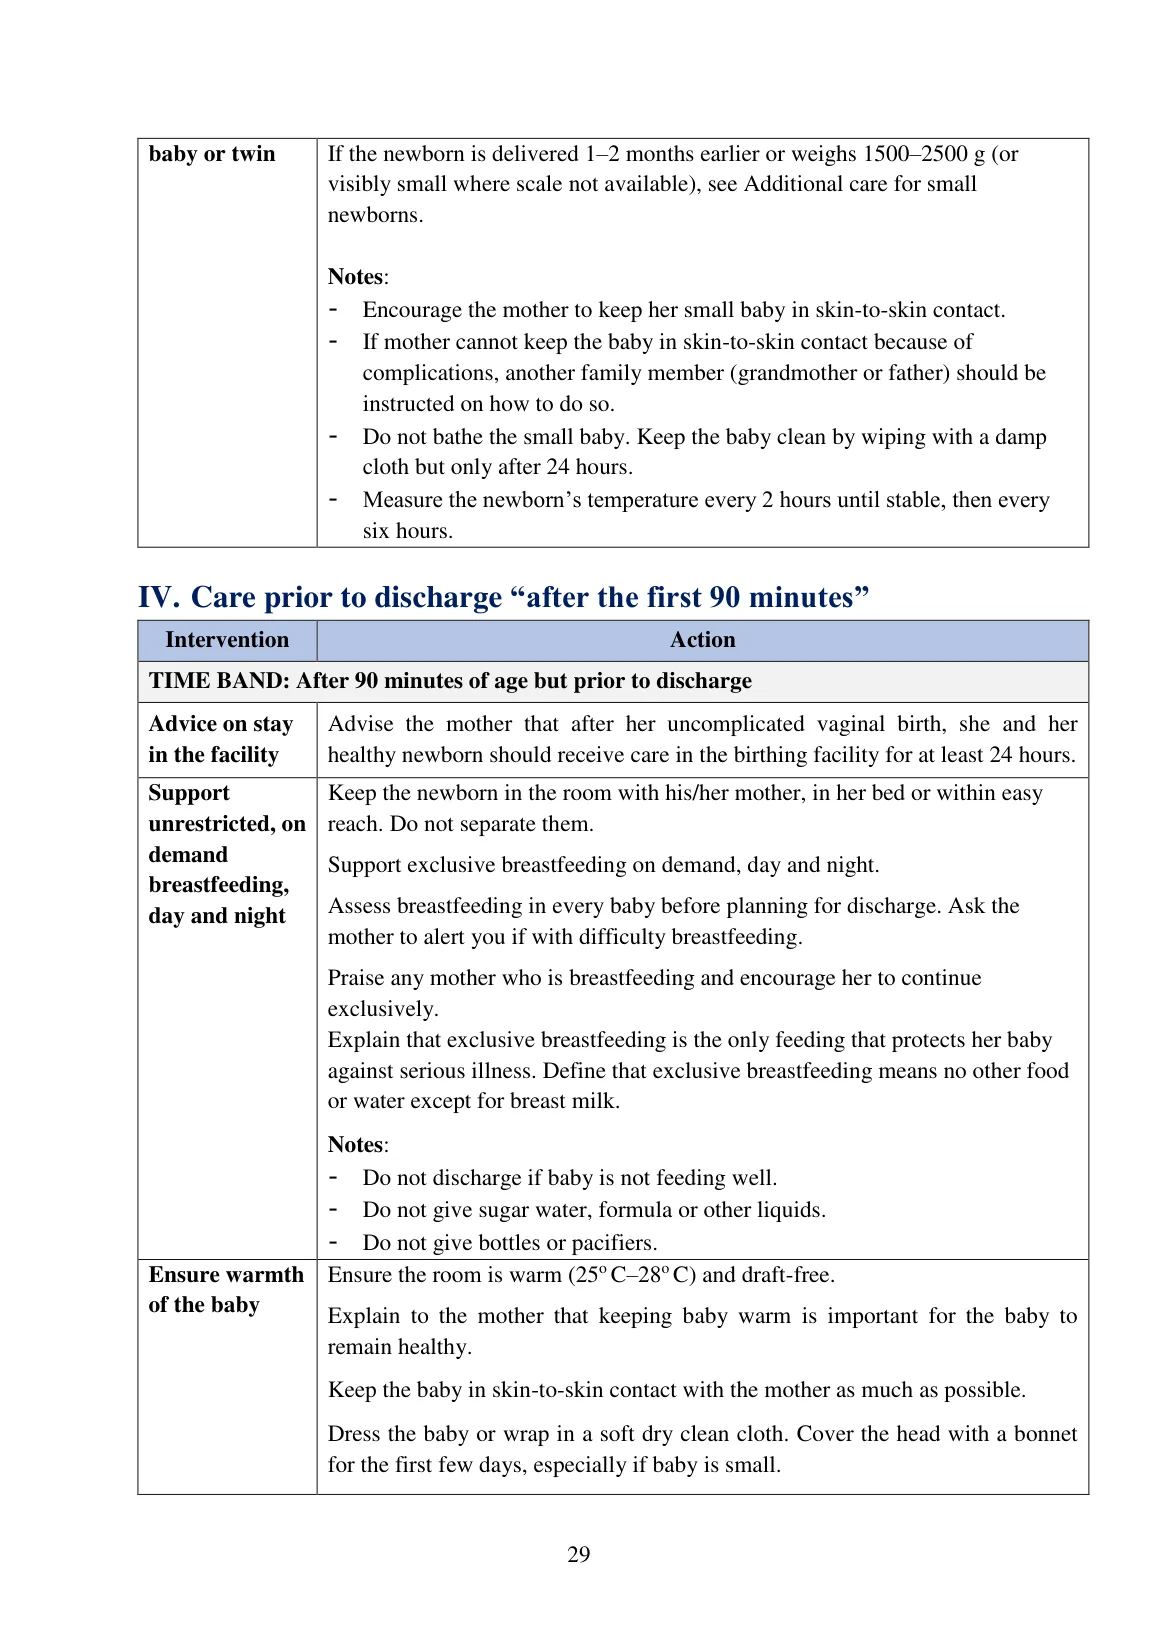 baby or twin
If the newborn is delivered 1–2 months earlier or weighs 1500–2500 g (or
visibly small where scale not available), see Additional care for small
newborns.
Notes:
- Encourage the mother to keep her small baby in skin-to-skin contact.
- If mother cannot keep the baby in skin-to-skin contact because of
complications, another family member (grandmother or father) should be
instructed on how to do so.
- Do not bathe the small baby. Keep the baby clean by wiping with a damp
cloth but only after 24 hours.
- Measure the newborn’s temperature every 2 hours until stable, then every
six hours.
IV. Care prior to discharge “after the first 90 minutes”
Intervention Action
TIME BAND: After 90 minutes of age but prior to discharge
Advice on stay
in the facility
Advise the mother that after her uncomplicated vaginal birth, she and her
healthy newborn should receive care in the birthing facility for at least 24 hours.
Support
unrestricted, on
demand
breastfeeding,
day and night
Keep the newborn in the room with his/her mother, in her bed or within easy
reach. Do not separate them.
Support exclusive breastfeeding on demand, day and night.
Assess breastfeeding in every baby before planning for discharge. Ask the
mother to alert you if with difficulty breastfeeding.
Praise any mother who is breastfeeding and encourage her to continue
exclusively.
Explain that exclusive breastfeeding is the only feeding that protects her baby
against serious illness. Define that exclusive breastfeeding means no other food
or water except for breast milk.
Notes:
- Do not discharge if baby is not feeding well.
- Do not give sugar water, formula or other liquids.
- Do not give bottles or pacifiers.
Ensure warmth
of the baby
Ensure the room is warm (25º C–28º C) and draft-free.
Explain to the mother that keeping baby warm is important for the baby to
remain healthy.
Keep the baby in skin-to-skin contact with the mother as much as possible.
Dress the baby or wrap in a soft dry clean cloth. Cover the head with a bonnet
for the first few days, especially if baby is small.
29